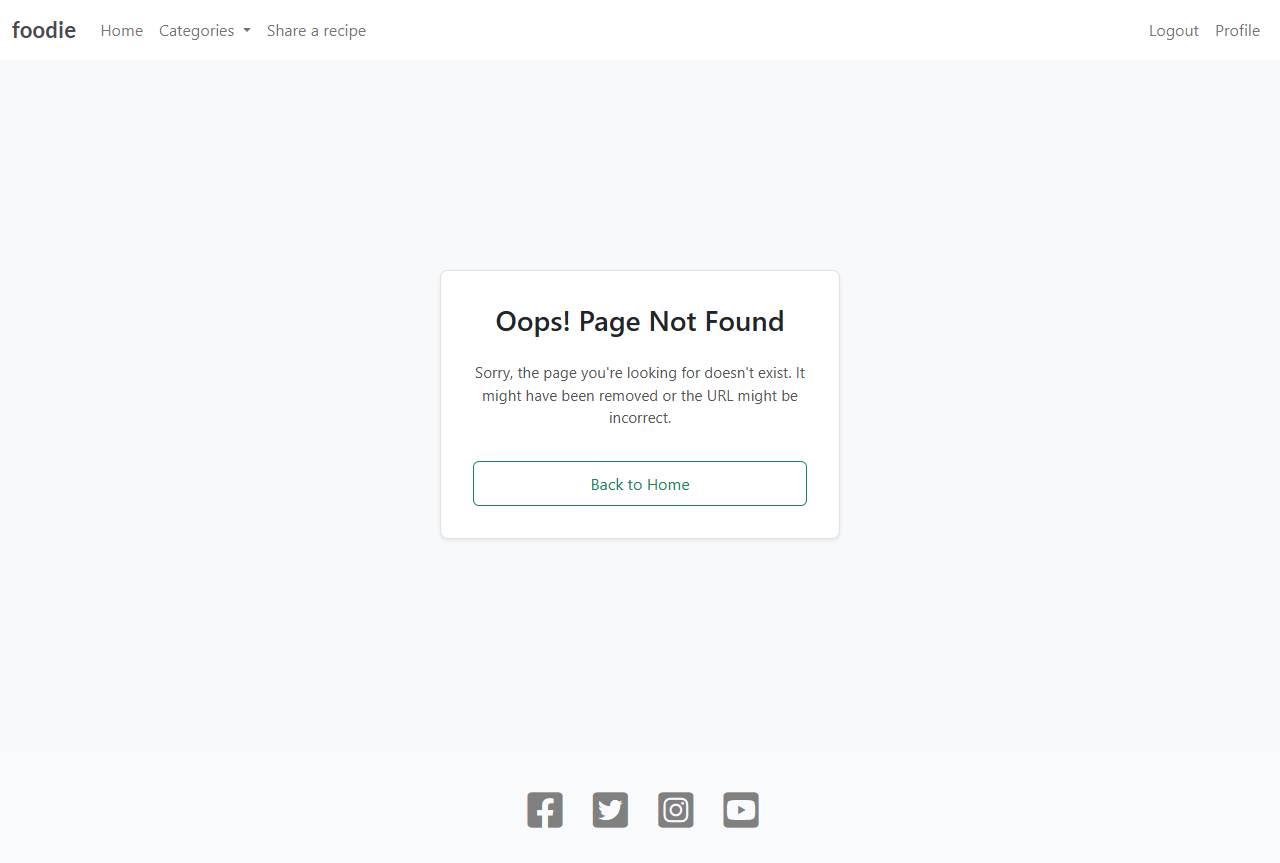 foodie Home Categories Share a recipe Logout Profile
Oops! Page Not Found
Sorry, the page you're looking for doesn't exist. It
might have been removed or the URL might be
incorrect.
Back to Home